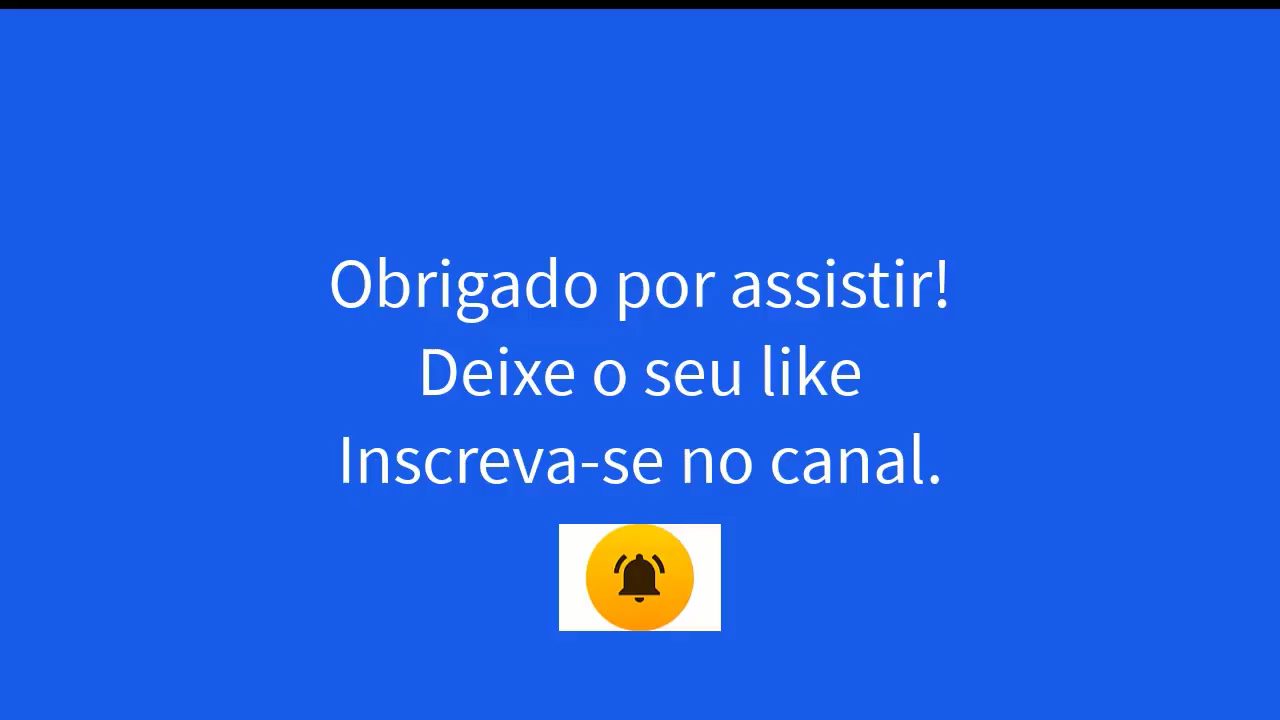 Obrigado por assistir!
Deixe o seu like
Inscreva-se no canal.